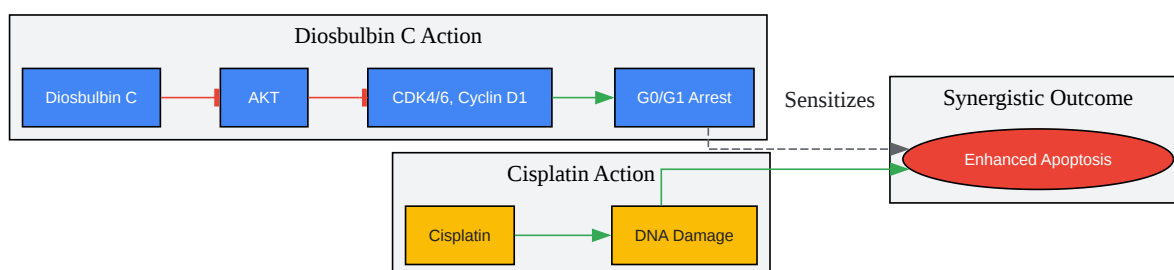 Diosbulbin C Action
Diosbulbin C
AKT
CDK4/6, Cyclin D1
G0/G1 Arrest
Sensitizes
Synergistic Outcome
Enhanced Apoptosis
Cisplatin Action
Cisplatin
DNA Damage